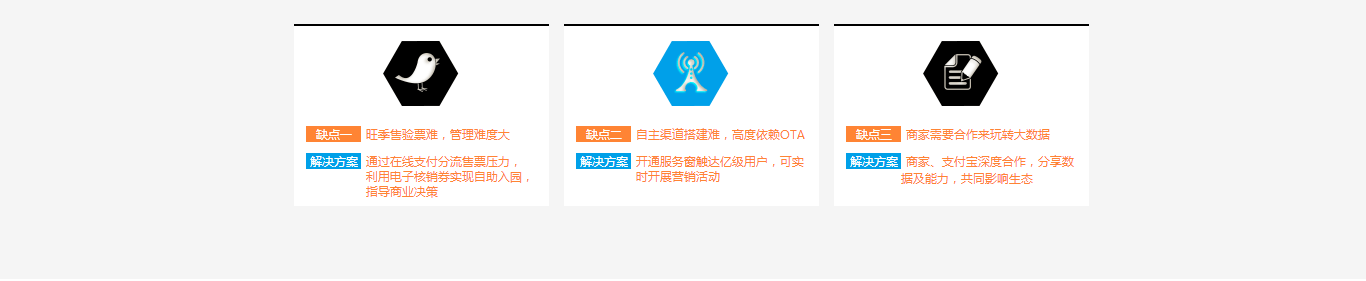 缺点一 旺季售验票难，管理难度大
解决方案 通过在线支付分流售票压力，
利用电子核销券实现自助入园，
指导商业决策
缺点二 自主渠道搭建难，高度依赖OTA
解决方案 开通服务窗触达亿级用户，可实
时开展营销活动
缺点三 商家需要合作来玩转大数据
解决方案 商家、支付宝深度合作，分享数
据及能力，共同影响生态